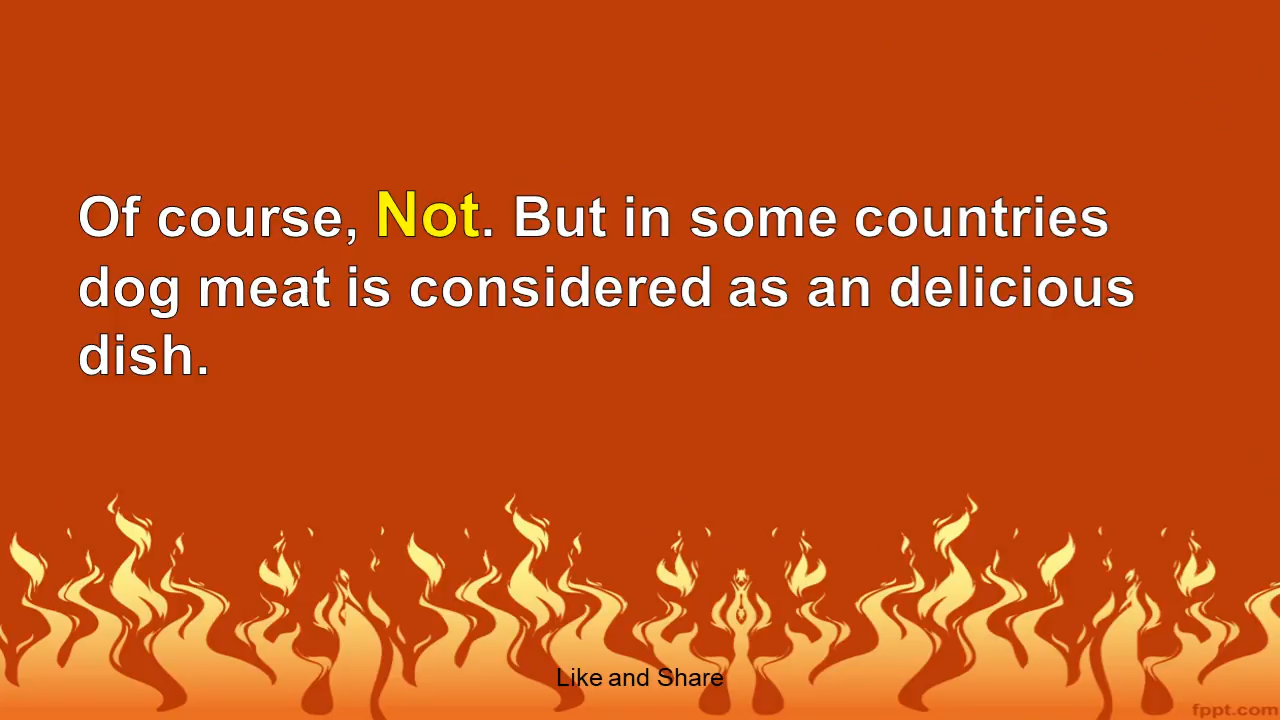 Of course, Not. But in some countries
dog meat is considered as an delicious
dish.
Like and Share
fppt.com